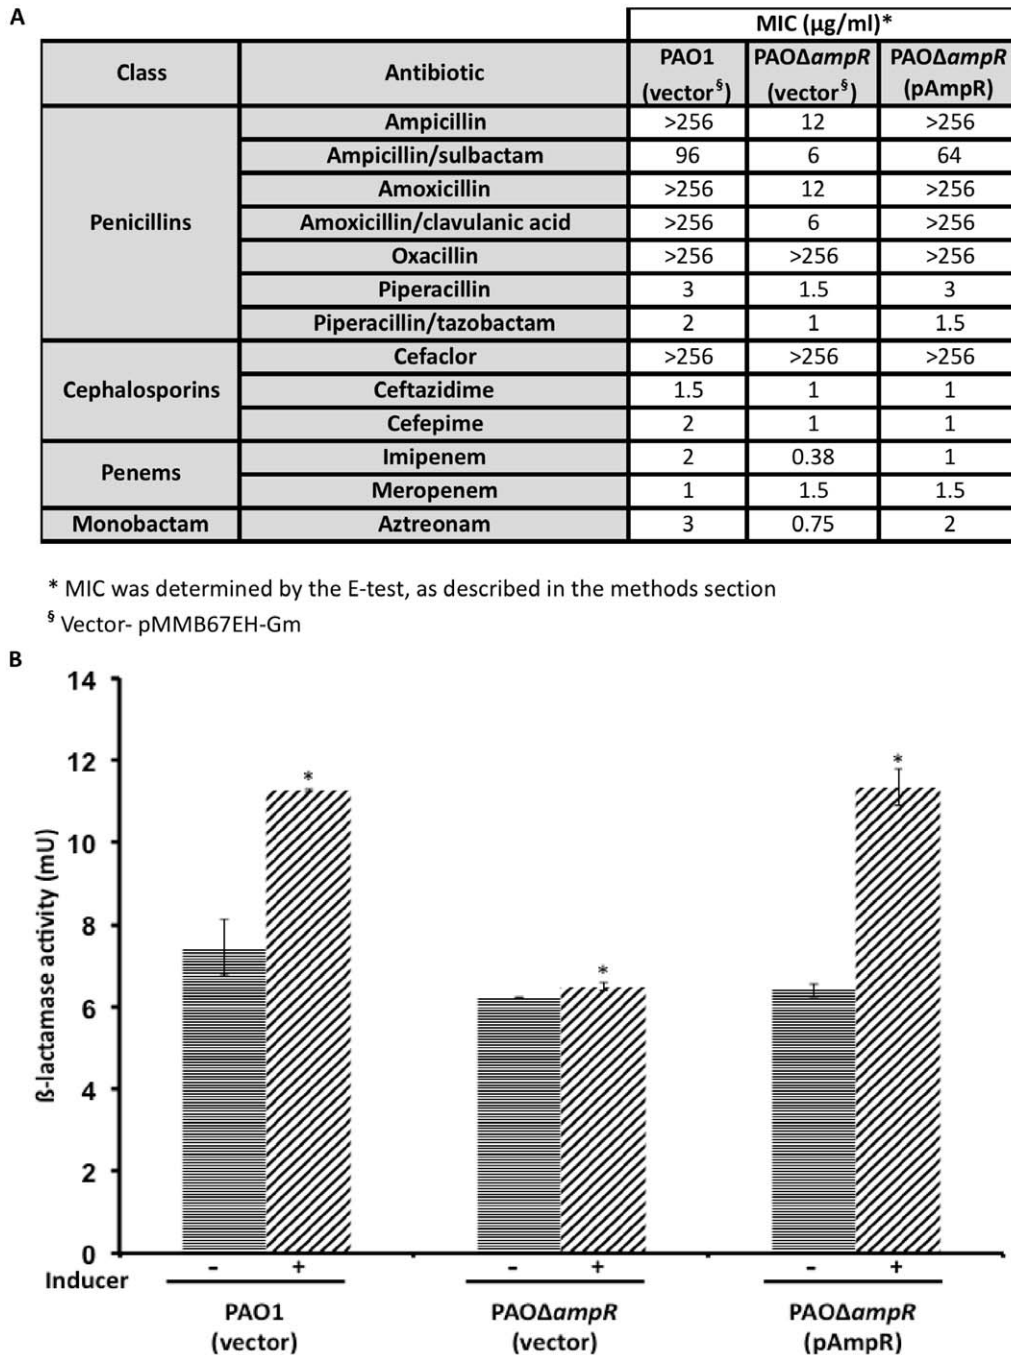 A
MIC (µg/ml)*
Class Antibiotic PAO1 (vector§) PAOΔampR (vector§) PAOΔampR (pAmpR)
Penicillins Ampicillin >256 12 >256
Ampicillin/sulbactam 96 6 64
Amoxicillin >256 12 >256
Amoxicillin/clavulanic acid >256 6 >256
Oxacillin >256 >256 >256
Piperacillin 3 1.5 3
Piperacillin/tazobactam 2 1 1.5
Cephalosporins Cefaclor >256 >256 >256
Ceftazidime 1.5 1 1
Cefepime 2 1 1
Penems Imipenem 2 0.38 1
Meropenem 1 1.5 1.5
Monobactam Aztreonam 3 0.75 2
* MIC was determined by the E-test, as described in the methods section
§ Vector- pMMB67EH-Gm
B
ß-lactamase activity (mU)
14
12
10
8
6
4
2
0
* * *
Inducer - + - + - +
PAO1 PAOΔampR PAOΔampR
(vector) (vector) (pAmpR)